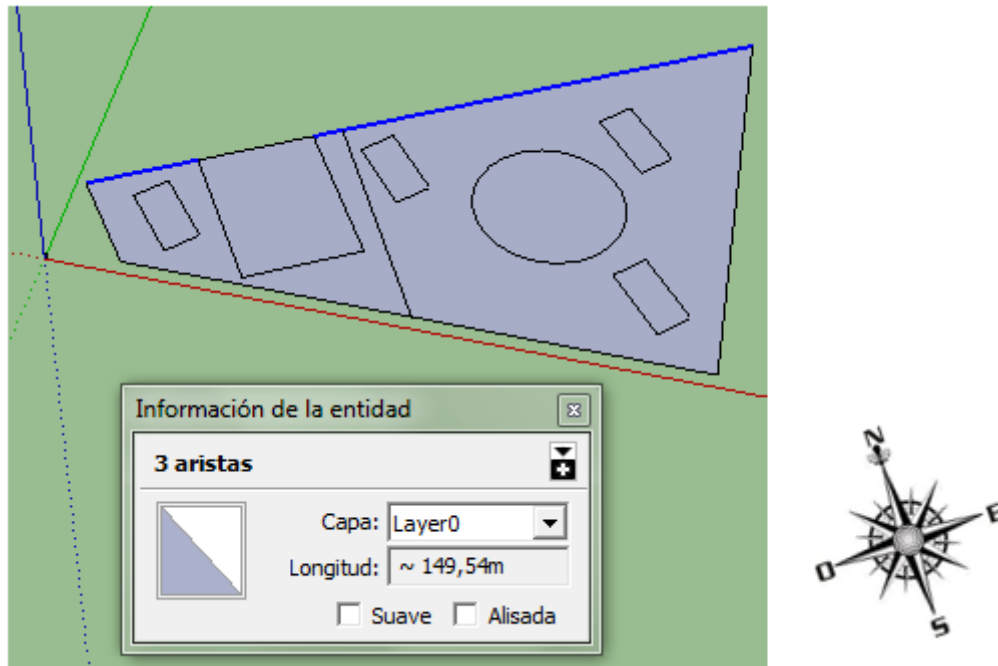 Información de la entidad
3 aristas
Capa: Layer0
Longitud: ~ 149,54m
Suave Alisada
N
E
O
S